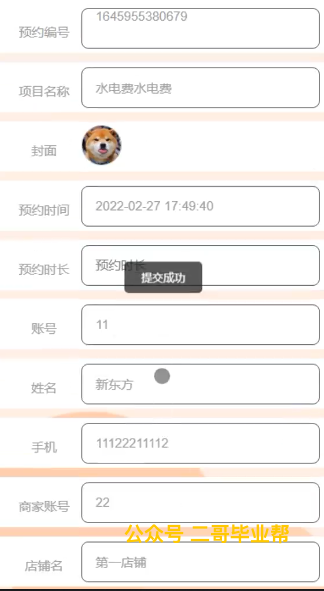 预约编号 1645955380679
项目名称 水电费水电费
封面
预约时间 2022-02-27 17:49:40
预约时长 预约时长
提交成功
账号 11
姓名 新东方
手机 11122211112
商家账号 22
公众号 二哥毕业帮
店铺名 第一店铺